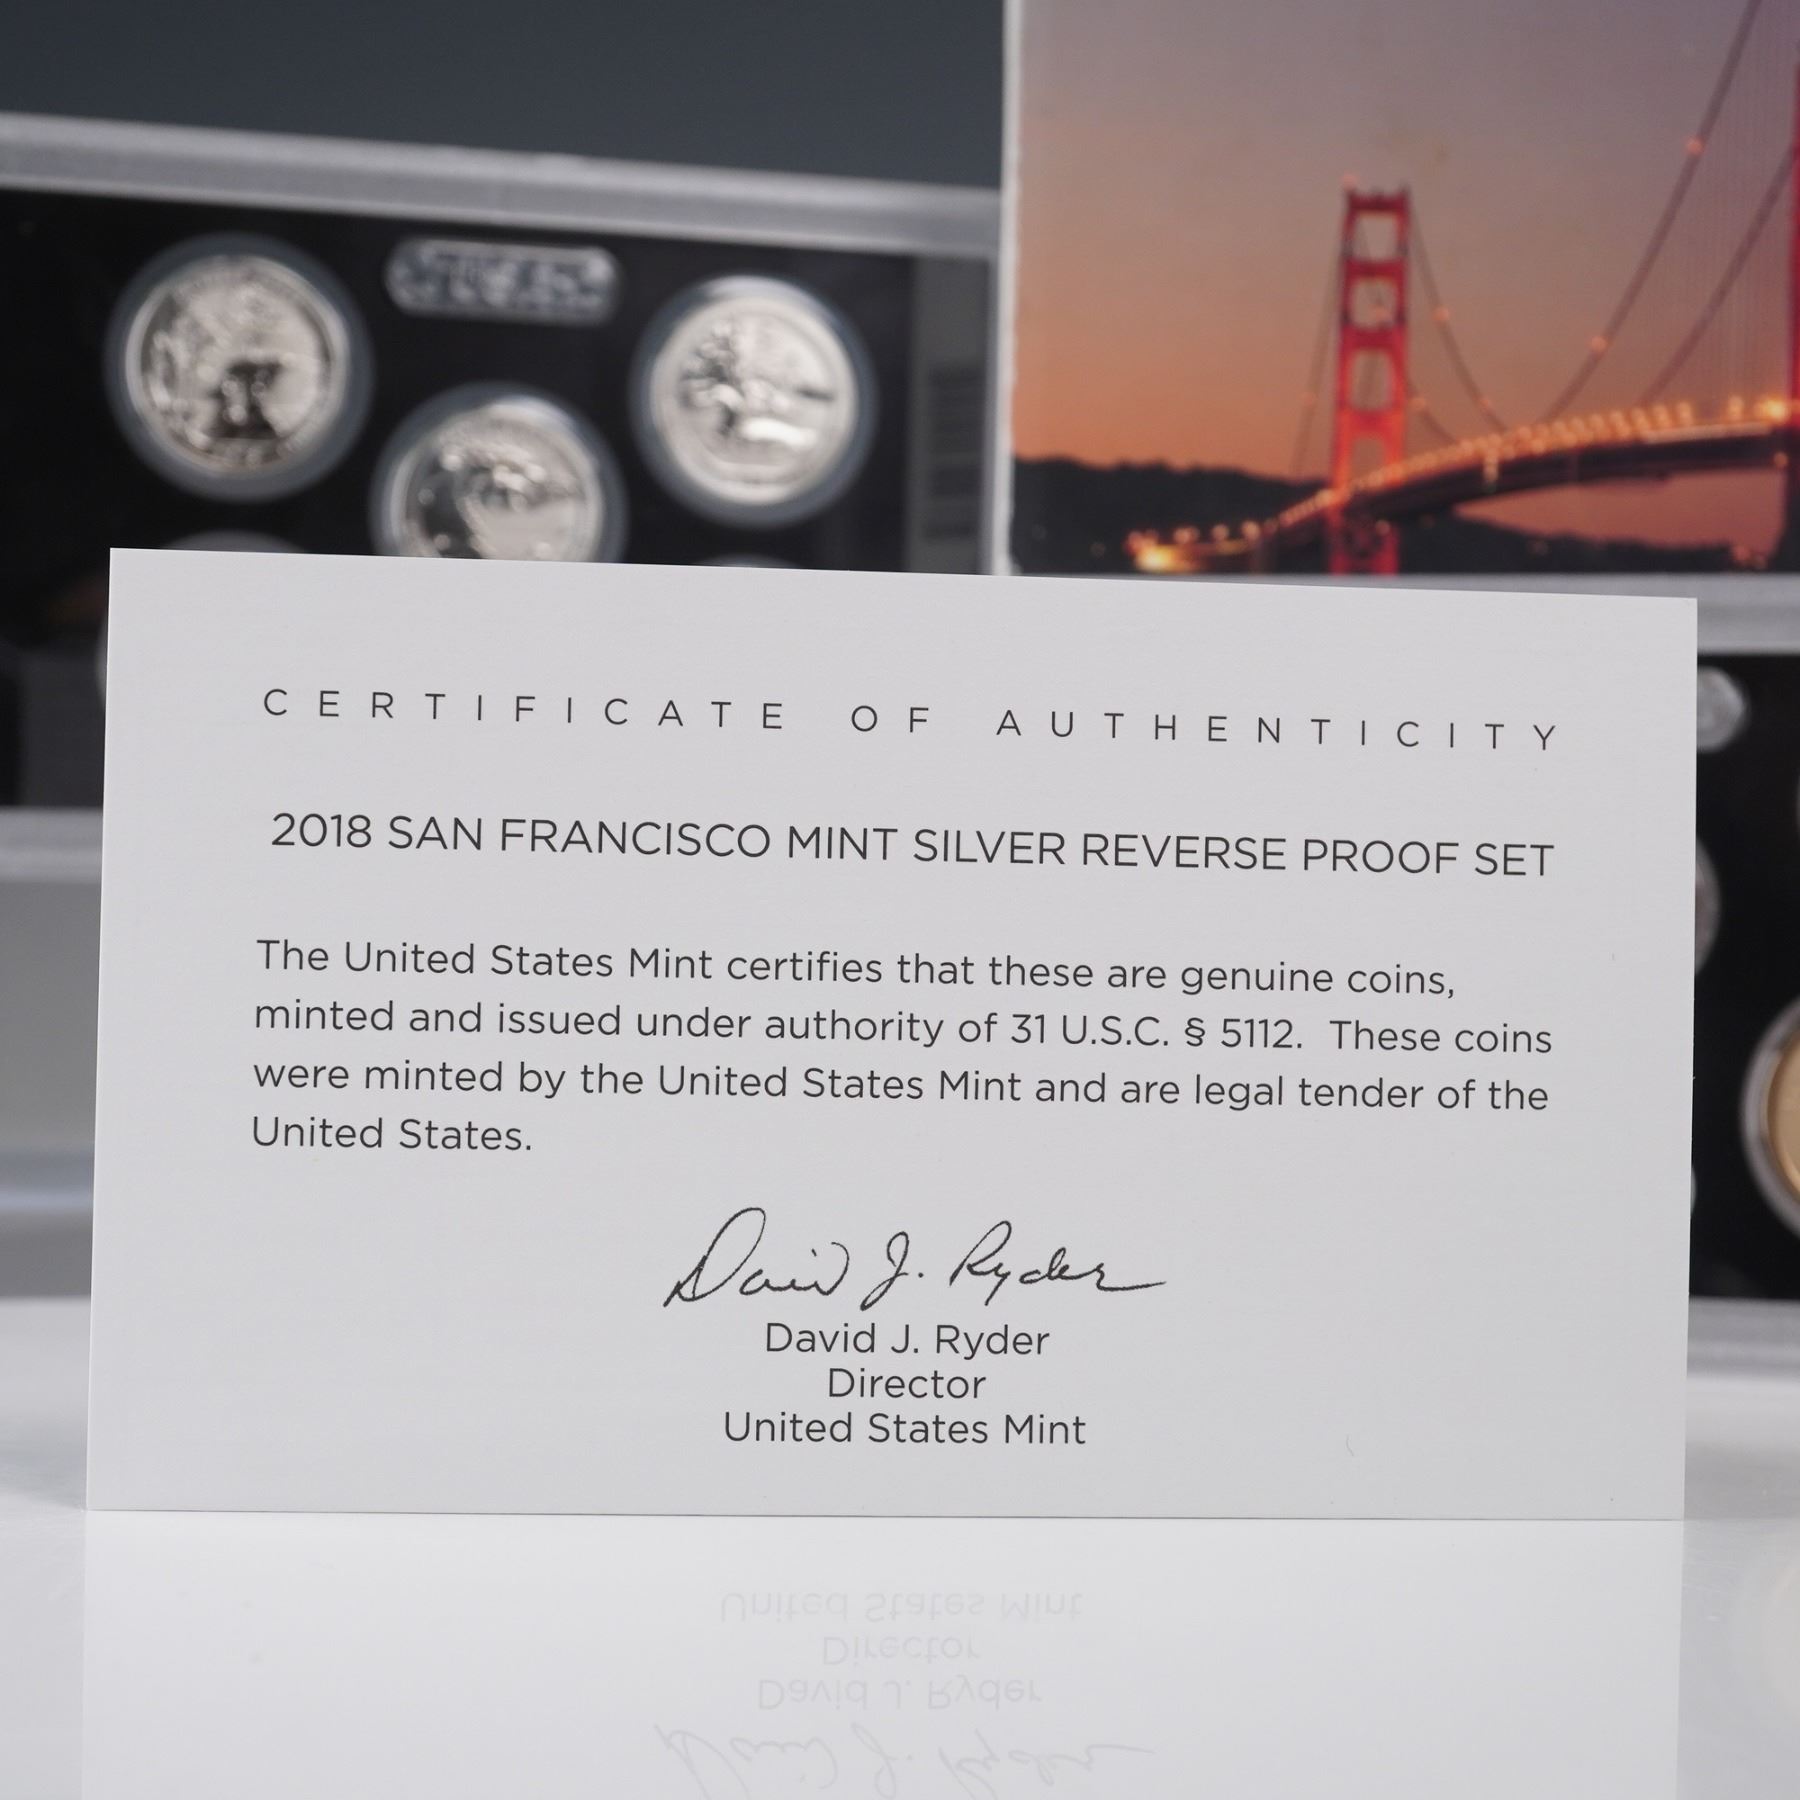 CERTIFICATE OF AUTHENTICITY
2018 SAN FRANCISCO MINT SILVER REVERSE PROOF SET
The United States Mint certifies that these are genuine coins,
minted and issued under authority of 31 U.S.C. § 5112. These coins
were minted by the United States Mint and are legal tender of the
United States.
David J. Ryder
David J. Ryder
Director
United States Mint